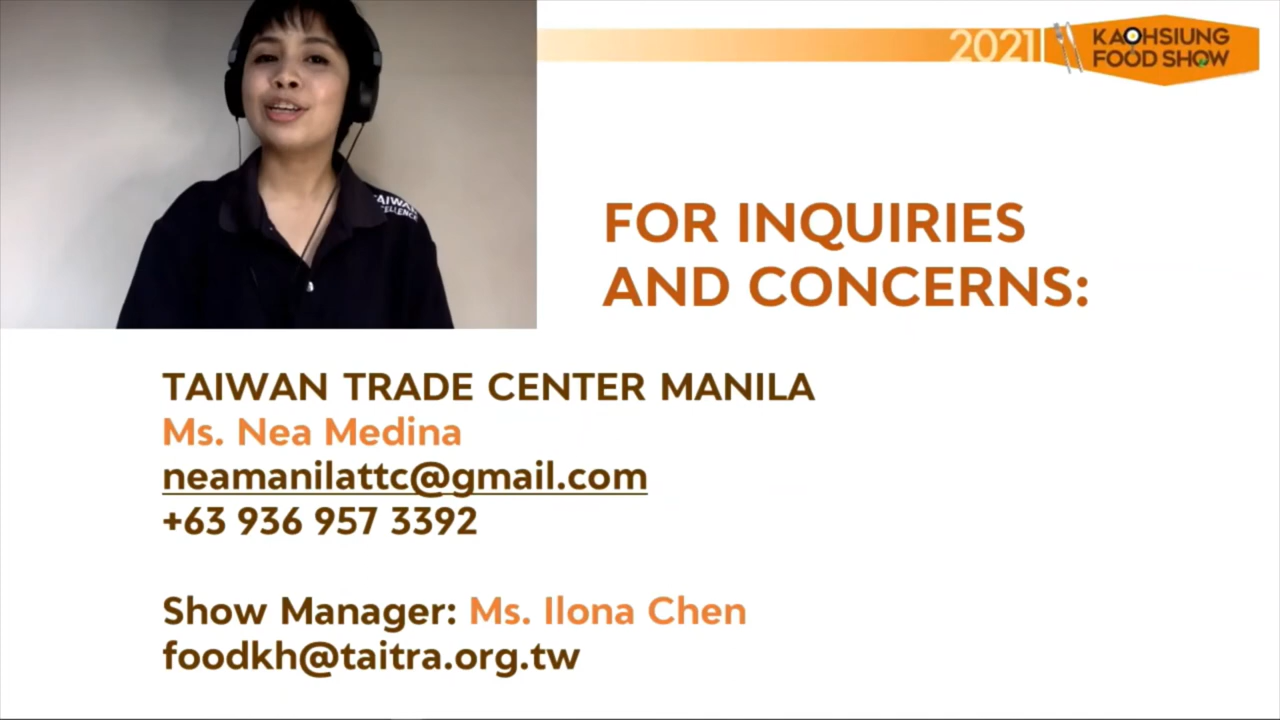 2021
KAOHSIUNG
FOOD SHOW
TAIWAN
FOR INQUIRIES
AND CONCERNS:
TAIWAN TRADE CENTER MANILA
Ms. Nea Medina
neamanilattc@gmail.com
+63 936 957 3392
Show Manager: Ms. Ilona Chen
foodkh@taitra.org.tw